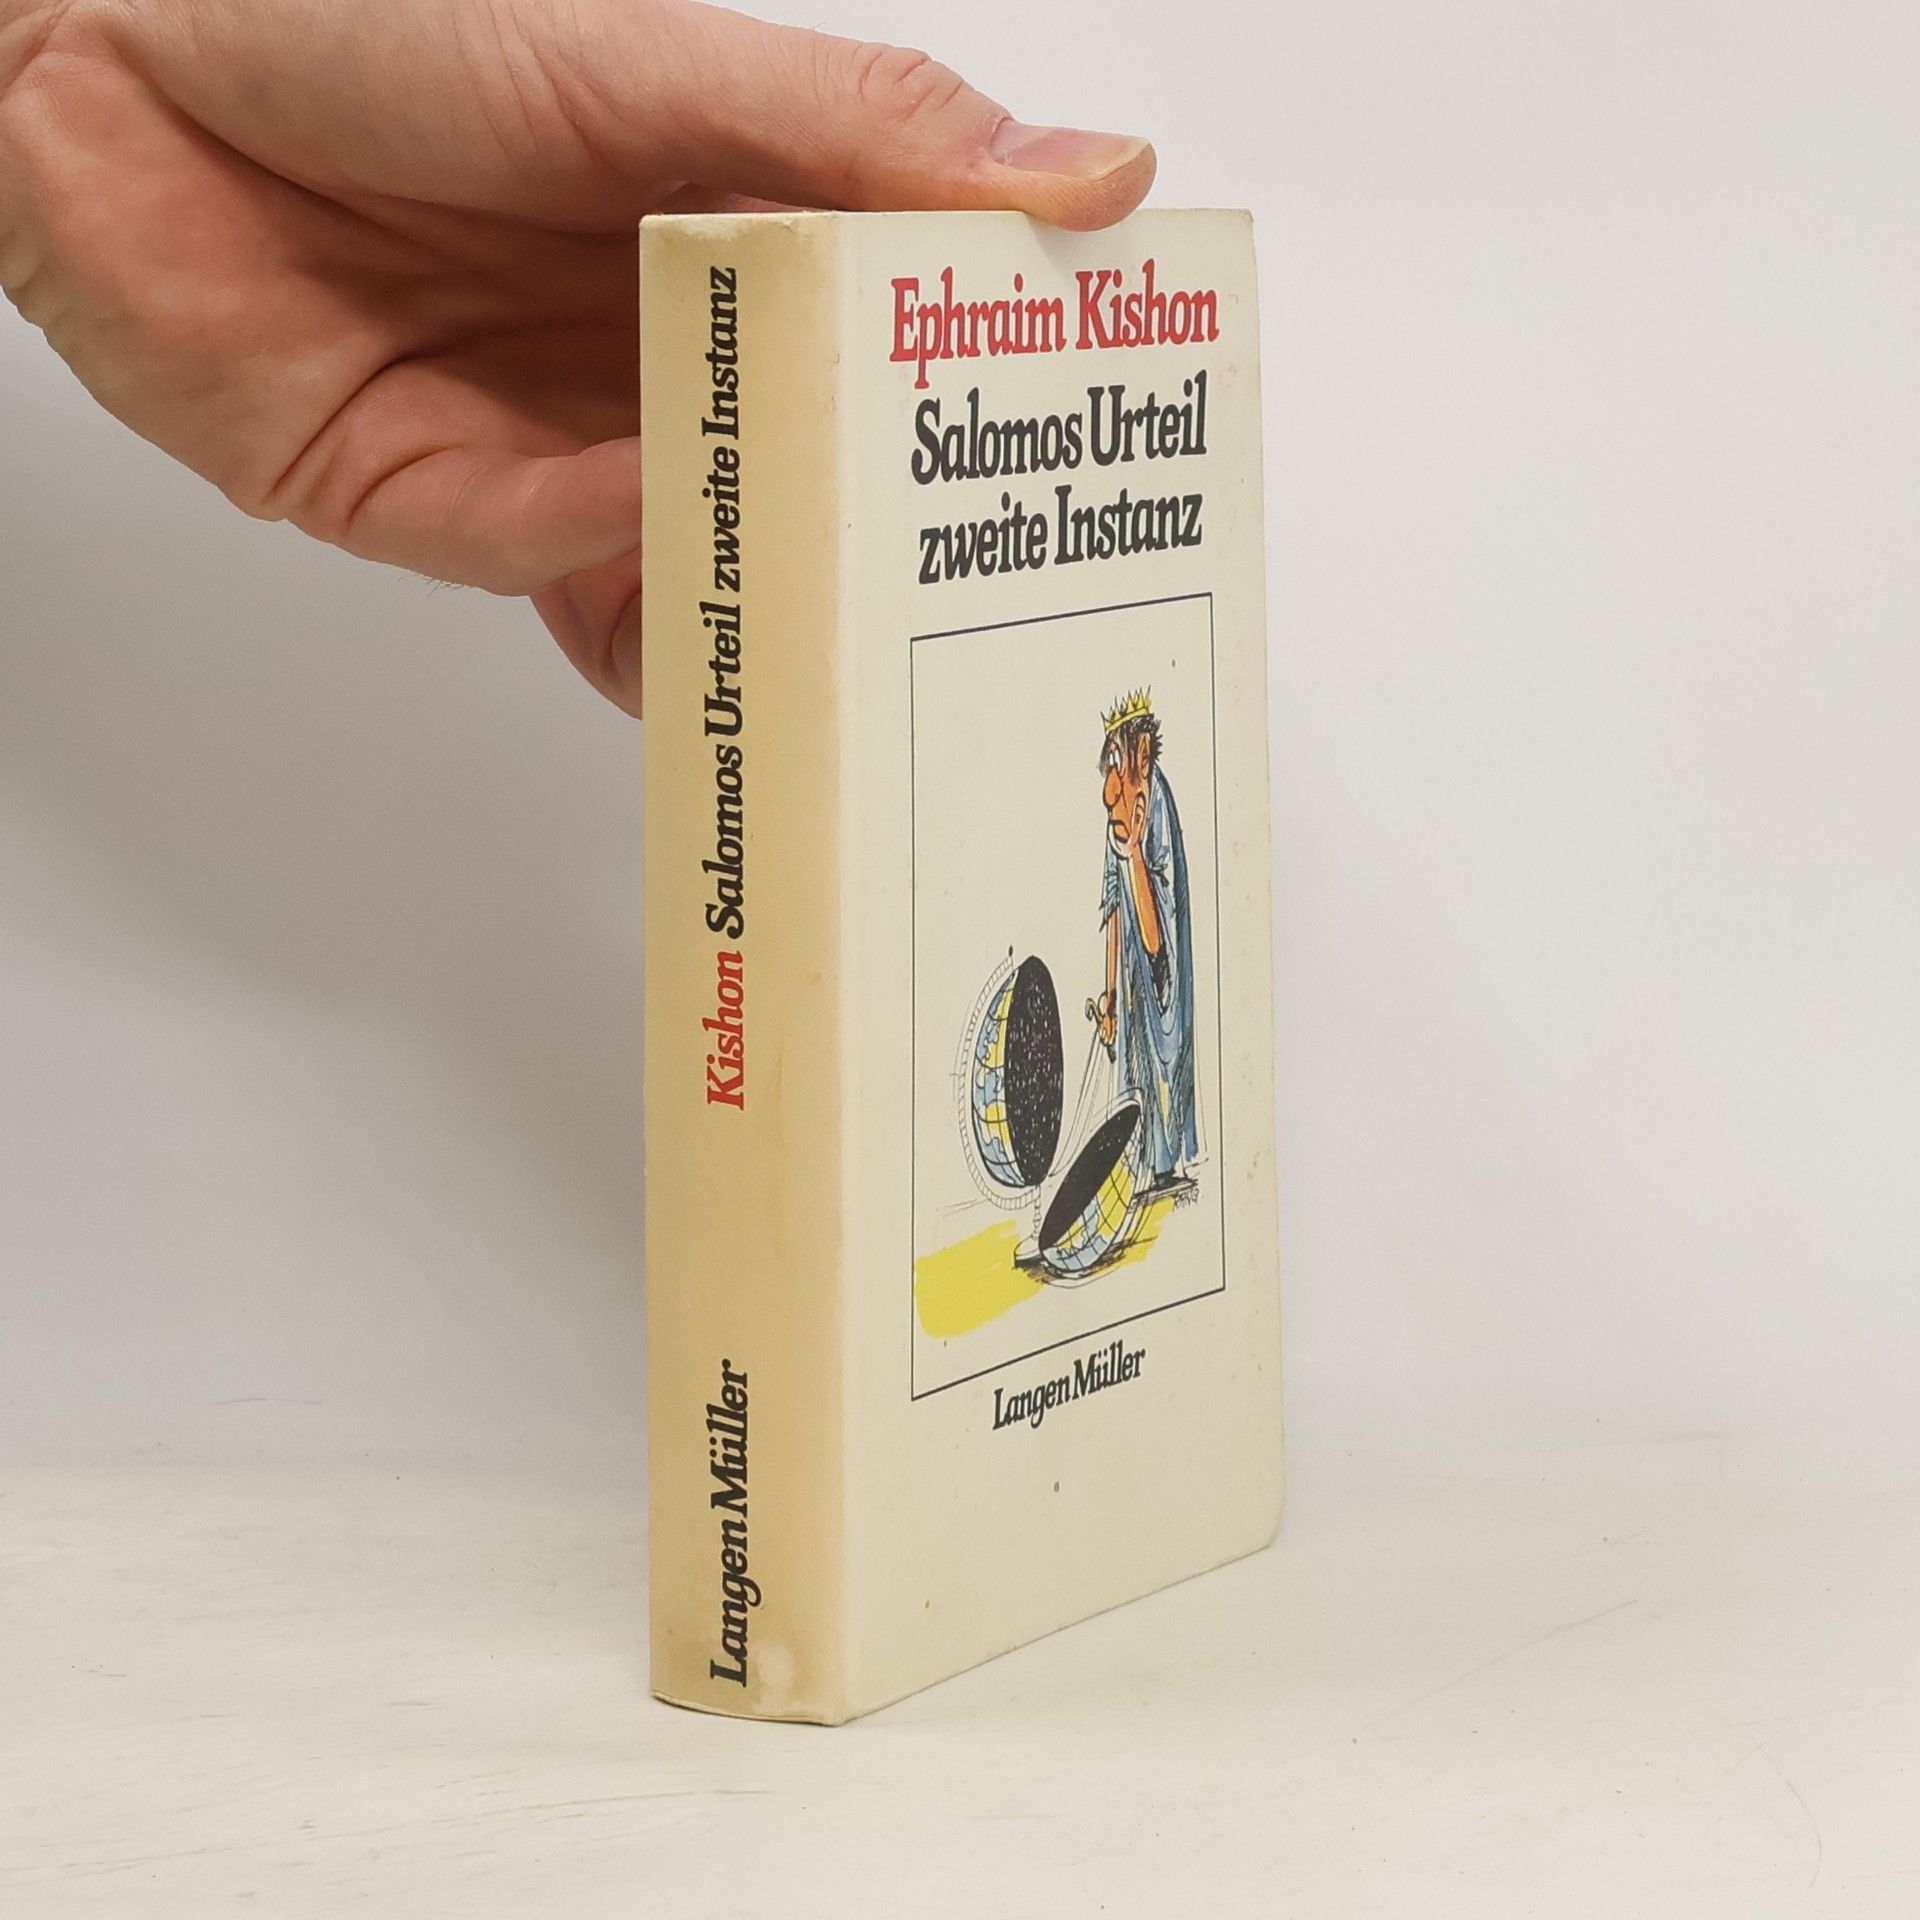 Kishon Salomos Urteil zweite Instanz
Langen Müller
Ephraim Kishon
Salomos Urteil
zweite Instanz
Langen Müller